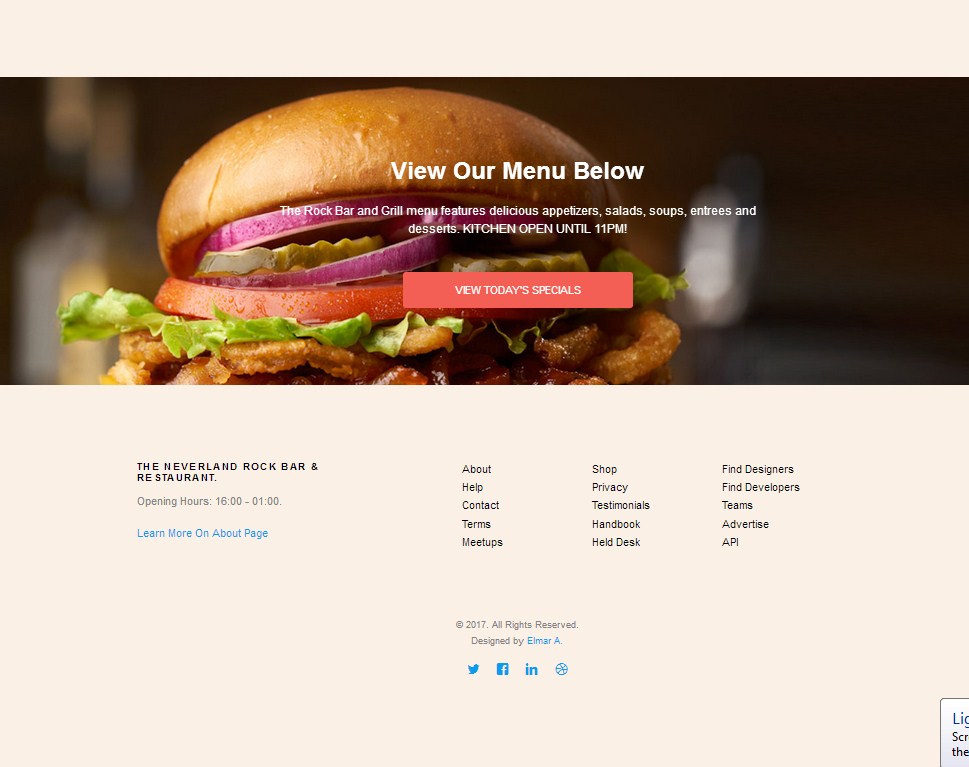 View Our Menu Below
The Rock Bar and Grill menu features delicious appetizers, salads, soups, entrees and
desserts. KITCHEN OPEN UNTIL 11PM!
VIEW TODAY'S SPECIALS
THE NEVERLAND ROCK BAR &
RESTAURANT.
Opening Hours: 16:00 - 01:00.
Learn More On About Page
About
Help
Contact
Terms
Meetups
Shop
Privacy
Testimonials
Handbook
Held Desk
Find Designers
Find Developers
Teams
Advertise
API
© 2017. All Rights Reserved.
Designed by Elmar A.
the